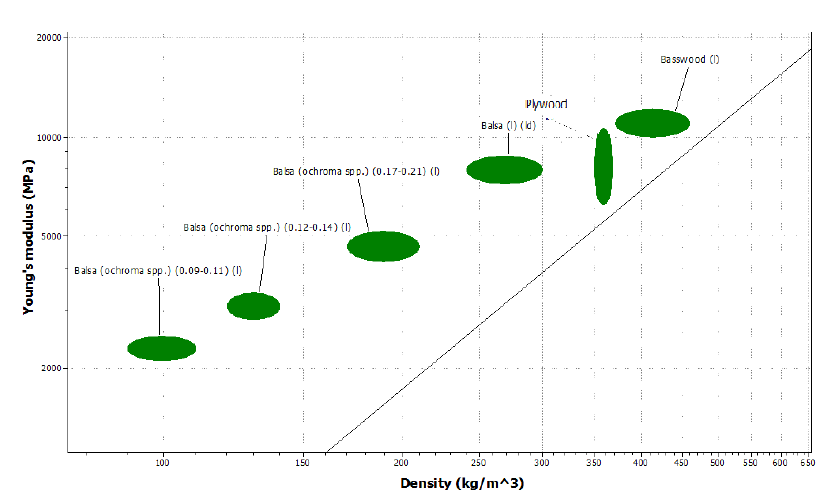 20000
Basswood (l)
Plywood
Balsa (l) (ld)
10000
Balsa (ochroma spp.) (0.17-0.21) (l)
Young's modulus (MPa)
5000
Balsa (ochroma spp.) (0.12-0.14) (l)
Balsa (ochroma spp.) (0.09-0.11) (l)
2000
100 200 250 300 350 400 450 500 550 600 650
Density (kg/m^3)